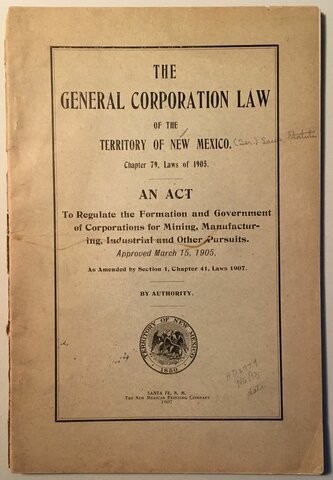 THE
GENERAL CORPORATION LAW
OF THE
TERRITORY OF NEW MEXICO.
Chapter 79, Laws of 1905.
AN ACT
To Regulate the Formation and Government
of Corporations for Mining, Manufactur-
ing, Industrial and Other Pursuits.
Approved March 15, 1905.
As Amended by Section 1, Chapter 41, Laws 1907.
BY AUTHORITY.
TERRITORY OF NEW MEXICO
1850
SANTA FE, N. M.
THE NEW MEXICAN PRINTING COMPANY
1907